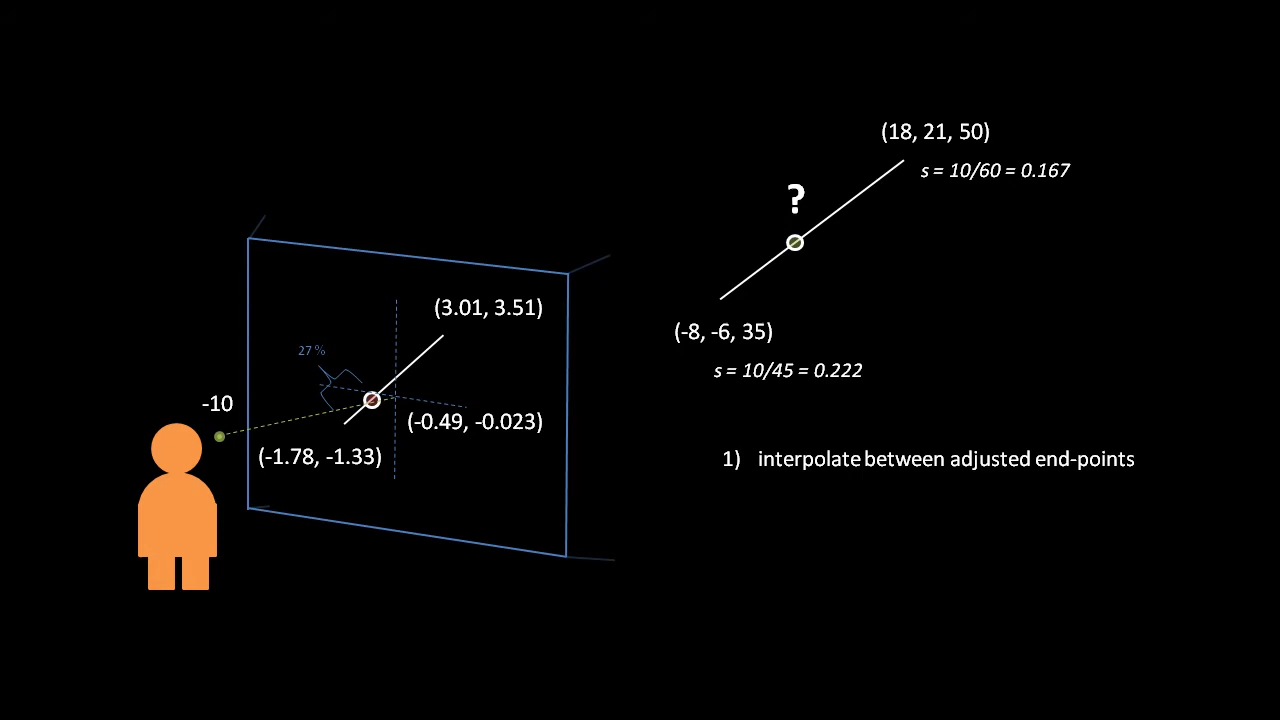 (18, 21, 50)
s = 10/60 = 0.167
?
(-8, -6, 35)
s = 10/45 = 0.222
(3.01, 3.51)
27%
-10
(-0.49, -0.023)
(-1.78, -1.33)
1) interpolate between adjusted end-points